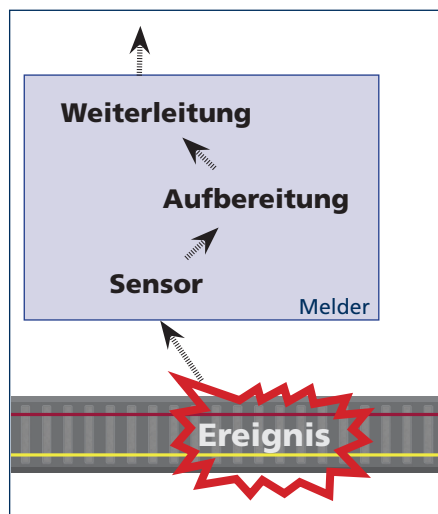 Weiterleitung
Aufbereitung
Sensor
Melder
Ereignis